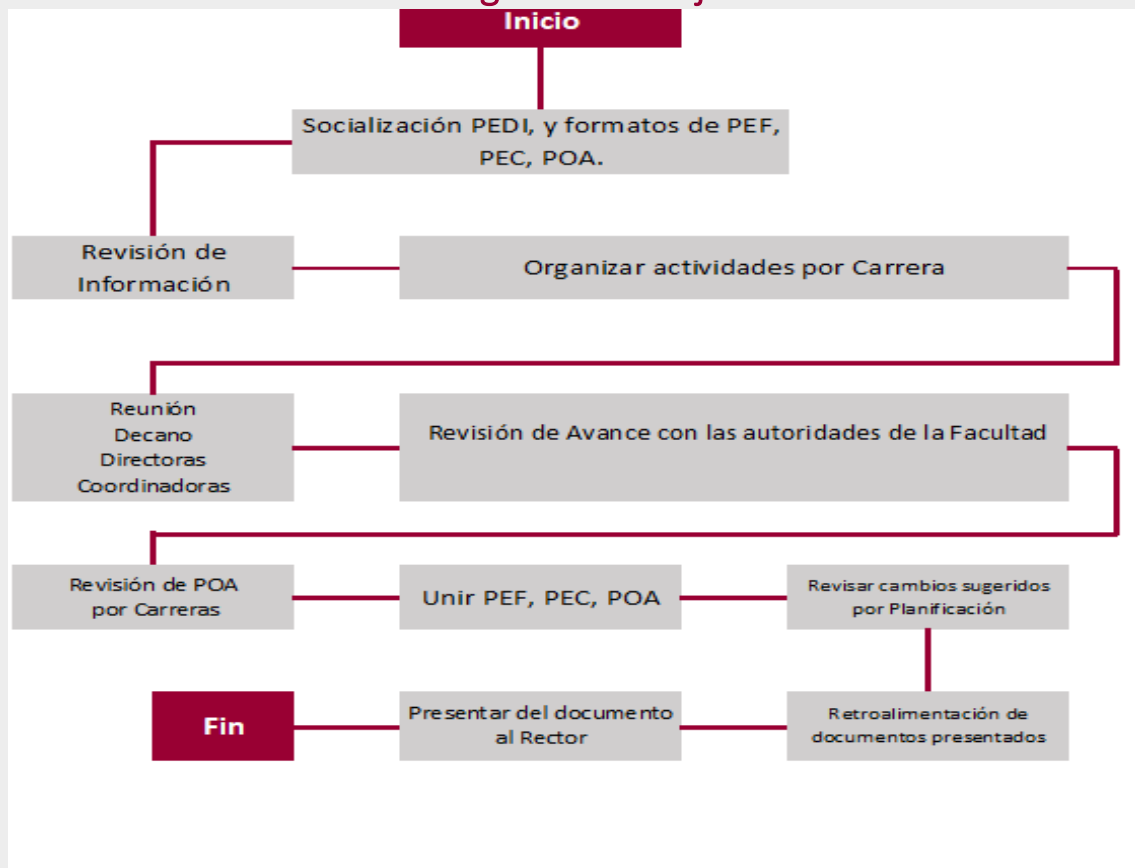 Inicio
Socialización PEDI, y formatos de PEF,
PEC, POA.
Revisión de
Información
Organizar actividades por Carrera
Reunión
Decano
Directoras
Coordinadoras
Revisión de Avance con las autoridades de la Facultad
Revisión de POA
por Carreras
Unir PEF, PEC, POA
Revisar cambios sugeridos
por Planificación
Fin
Presentar del documento
al Rector
Retroalimentación de
documentos presentados